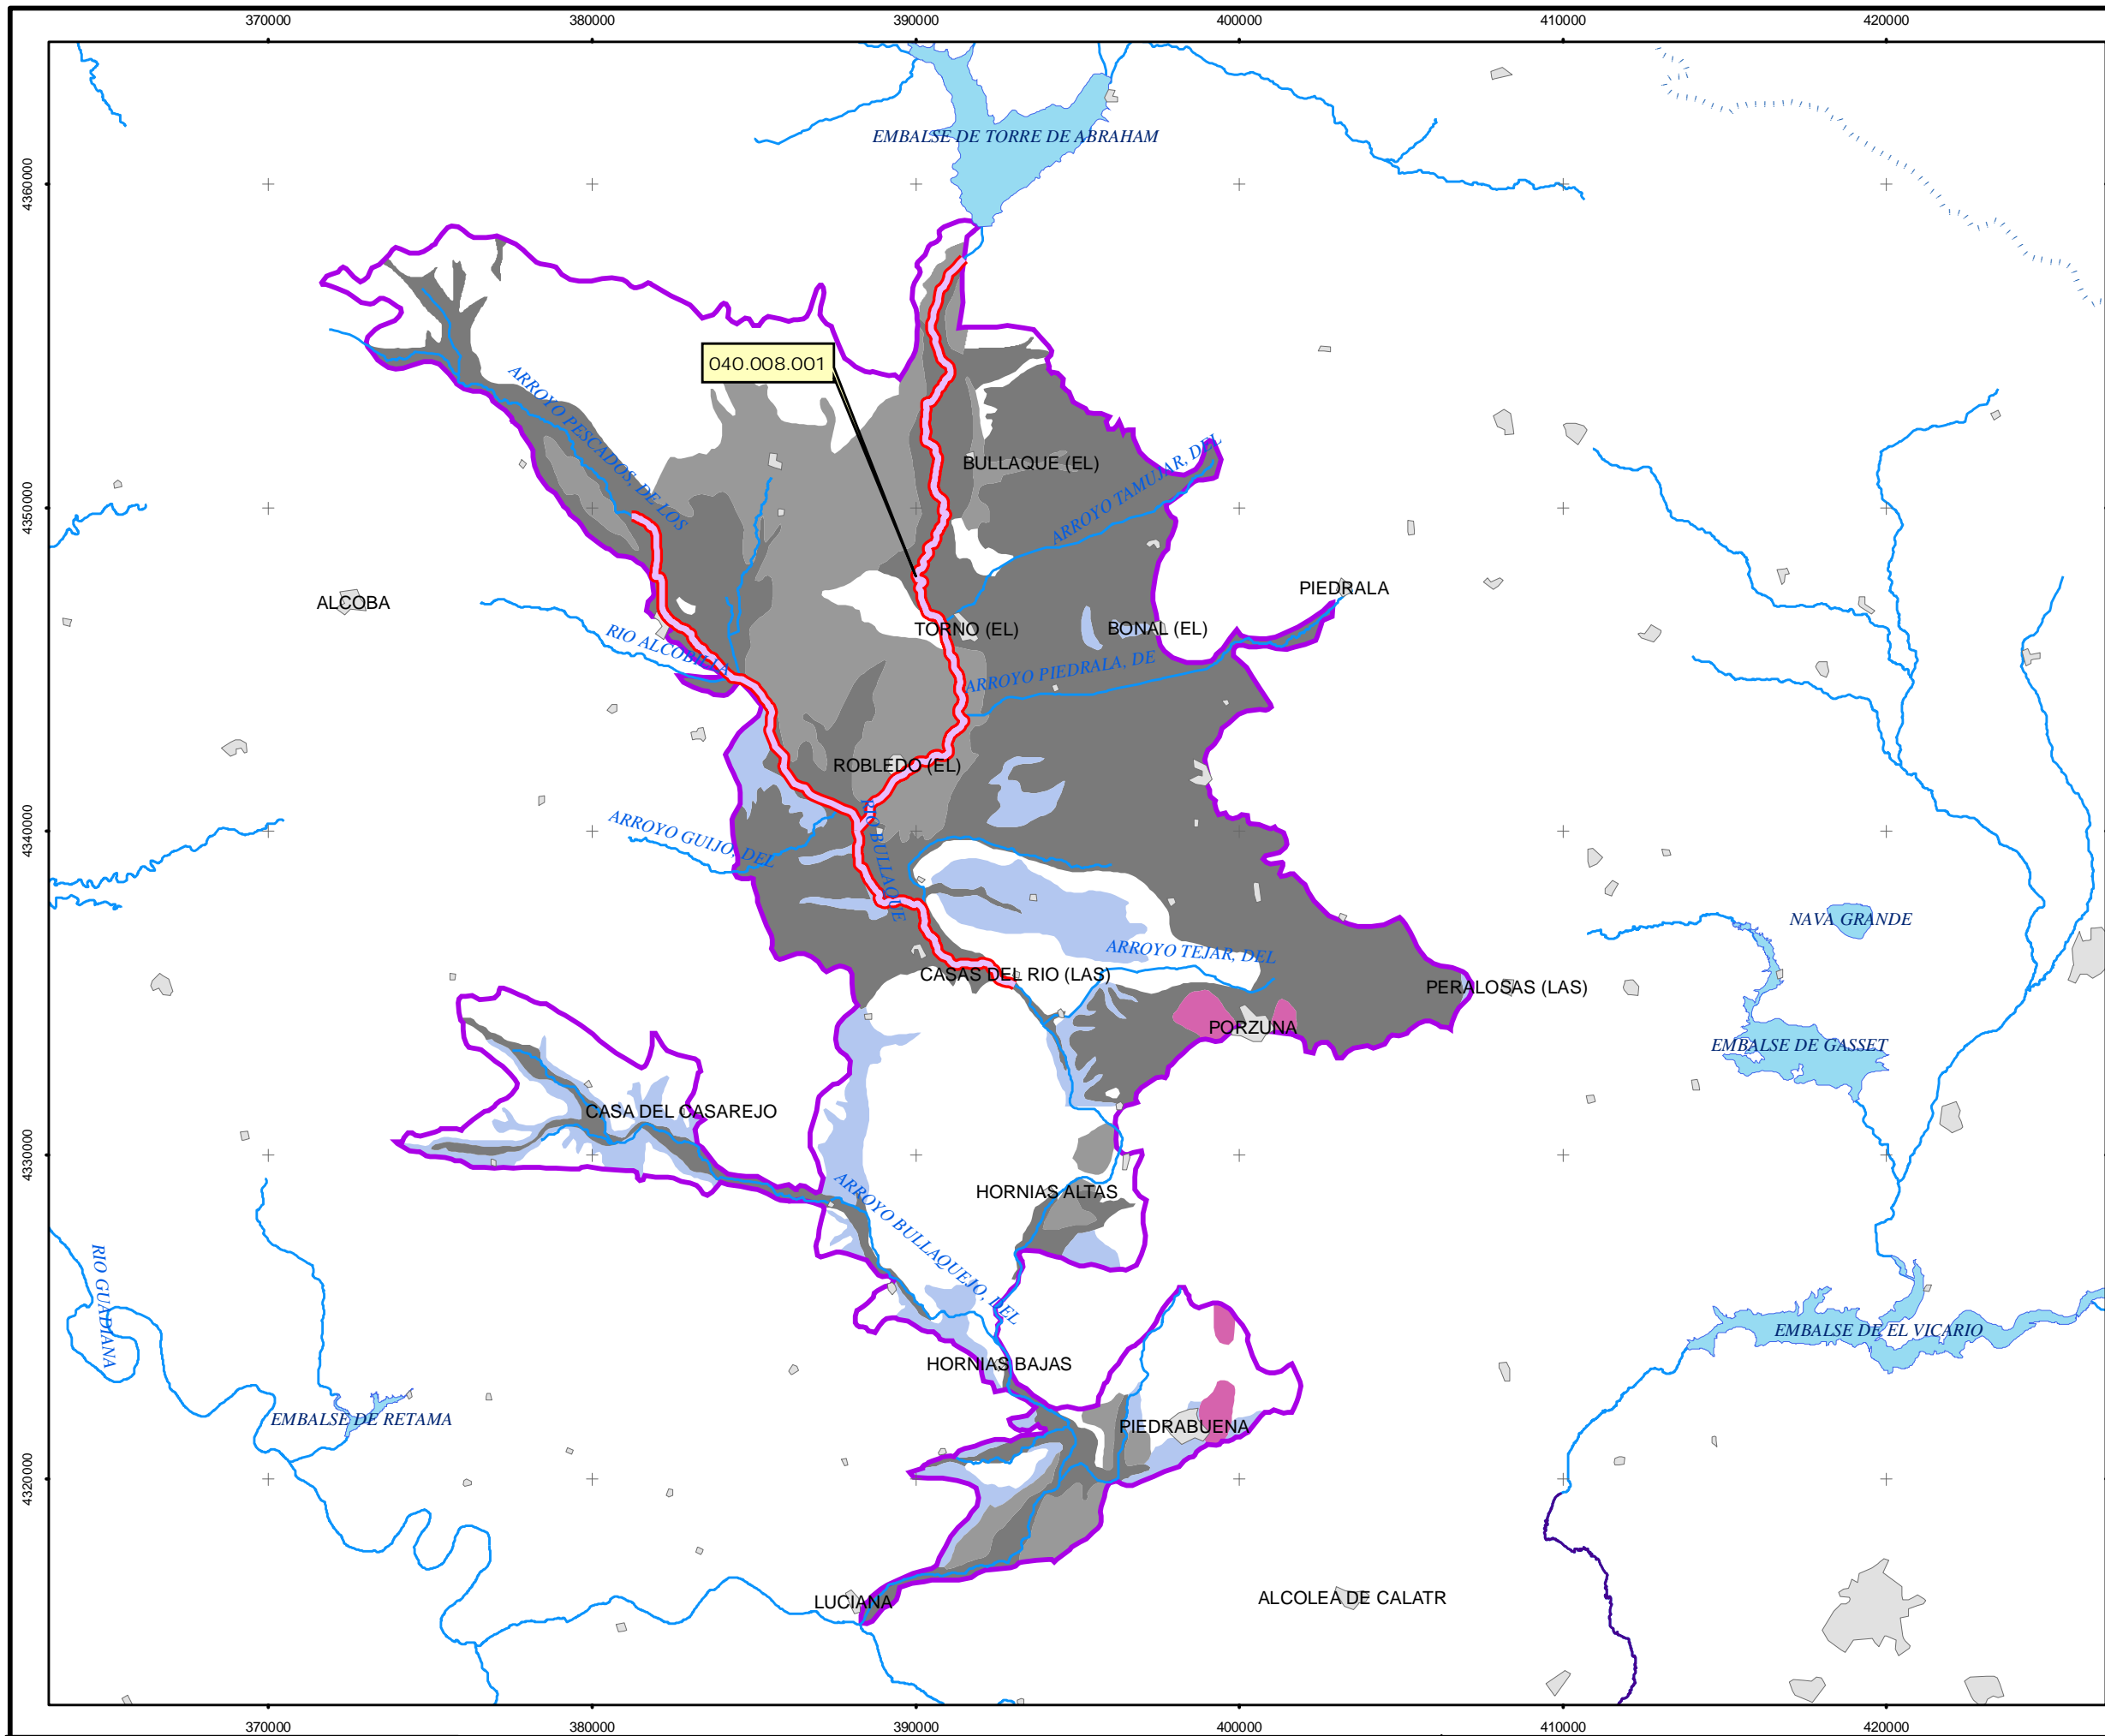 370000 380000 390000 400000 410000 420000
4360000
4350000
4340000
4330000
4320000
EMBALSE DE TORRE DE ABRAHAM
040.008.001
ARROYO PESCADOS, DE LOS
BULLAQUE (EL)
ARROYO TAMUJAR, DEL
PIEDRALA
ALCOBA
TORNO (EL)
BONAL (EL)
RIO ALCOBILLA
ARROYO PIEDRALA, DE
ROBLEDO (EL)
ARROYO GUIJO, DEL
RIO BULLAQUE
NAVA GRANDE
ARROYO TEJAR, DEL
CASAS DEL RIO (LAS)
PERALOSAS (LAS)
PORZUNA
EMBALSE DE GASSET
CASA DEL CASAREJO
HORNIAS ALTAS
ARROYO BULLAQUEJO, DEL
RIO GUADIANA
EMBALSE DE EL VICARIO
HORNIAS BAJAS
EMBALSE DE RETAMA
PIEDRABUENA
LUCIANA
ALCOLEA DE CALATR
370000 380000 390000 400000 410000 420000